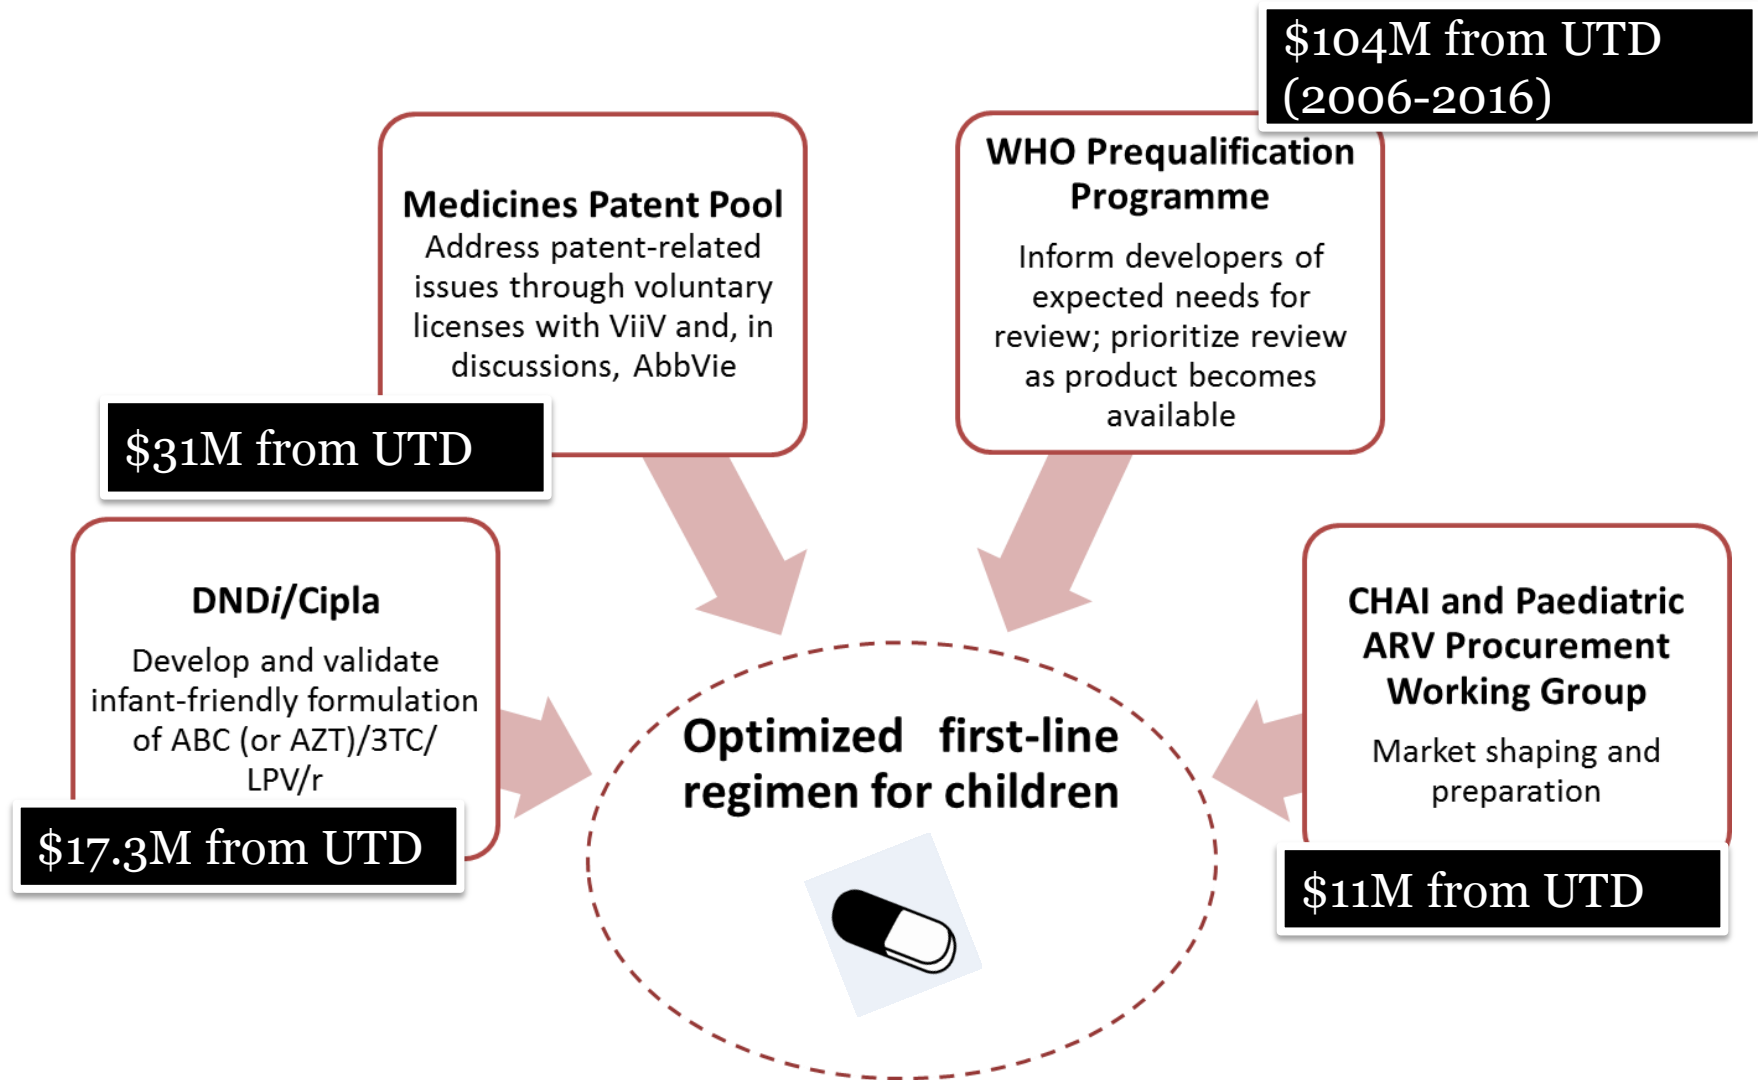 $104M from UTD
(2006-2016)
Medicines Patent Pool
Address patent-related
issues through voluntary
licenses with ViiV and, in
discussions, AbbVie
$31M from UTD
WHO Prequalification
Programme
Inform developers of
expected needs for
review; prioritize review
as product becomes
available
DNDi/Cipla
Develop and validate
infant-friendly formulation
of ABC (or AZT)/3TC/
LPV/r
$17.3M from UTD
CHAI and Paediatric
ARV Procurement
Working Group
Market shaping and
preparation
$11M from UTD
Optimized first-line
regimen for children